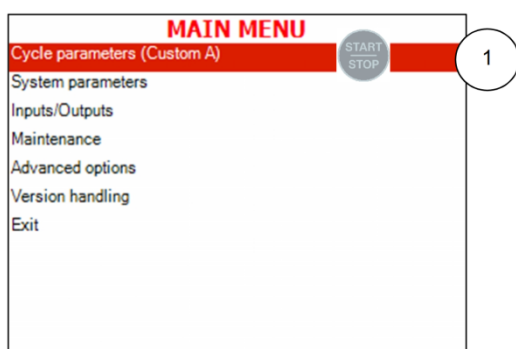 MAIN MENU
Cycle parameters (Custom A)
START
STOP
1
System parameters
Inputs/Outputs
Maintenance
Advanced options
Version handling
Exit